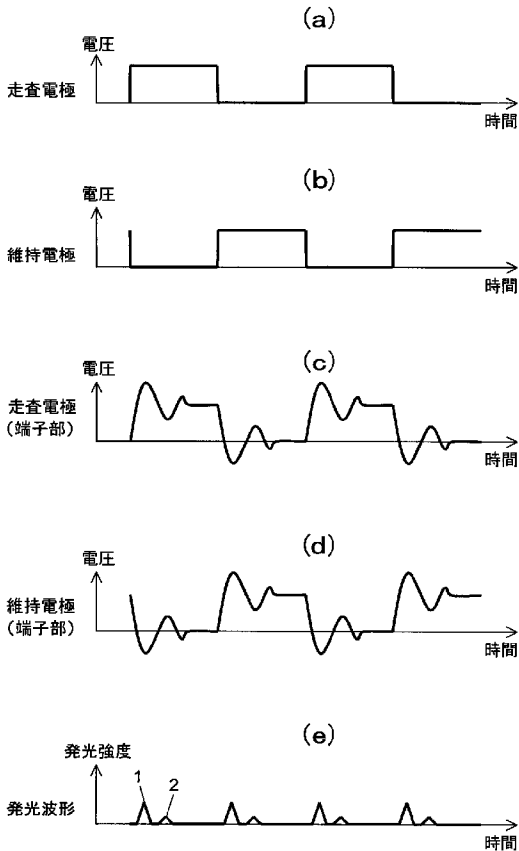 (a)
電圧
走査電極
時間
(b)
電圧
維持電極
時間
(c)
電圧
走査電極
(端子部)
時間
(d)
電圧
維持電極
(端子部)
時間
(e)
発光強度
1
2
発光波形
時間